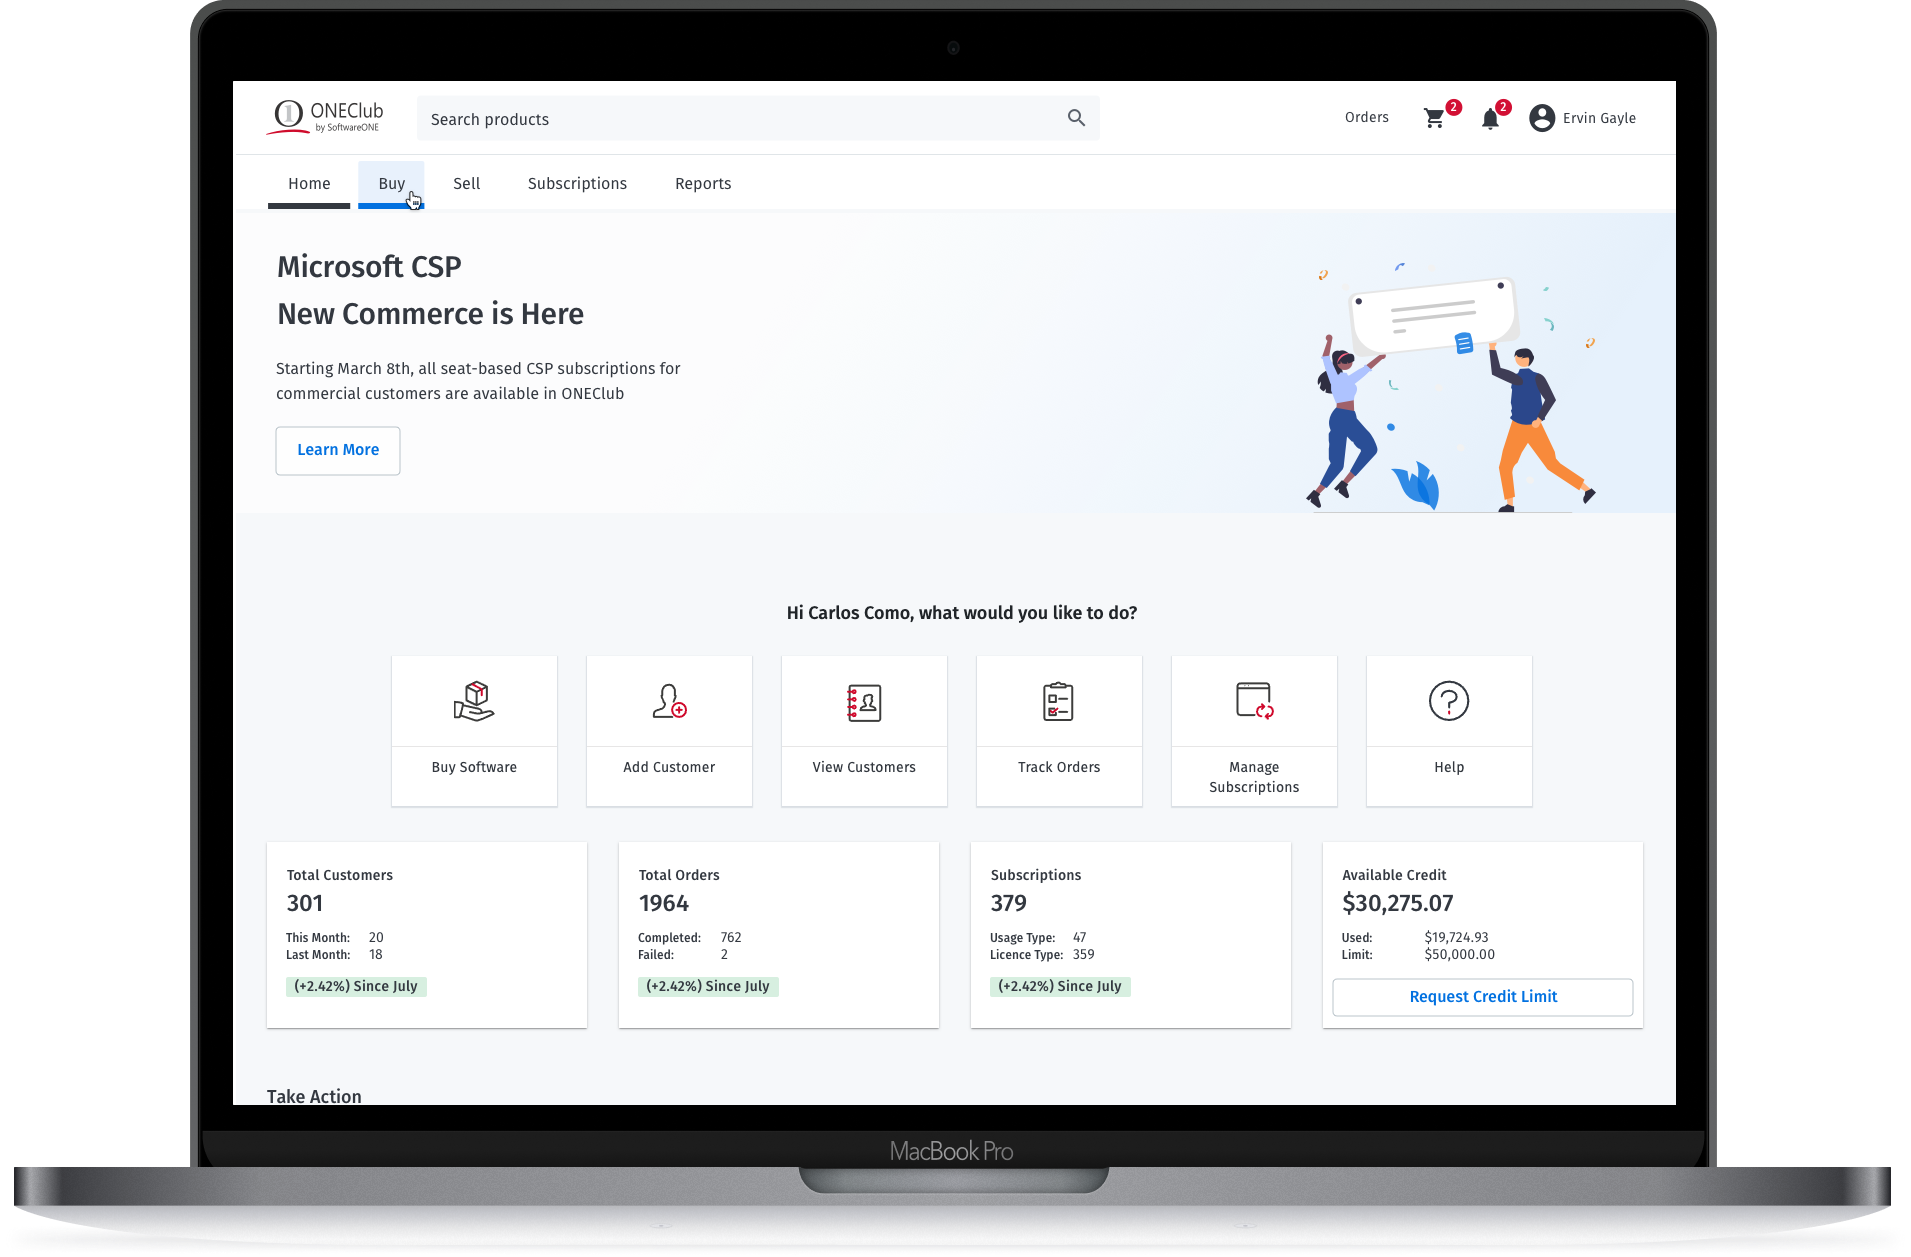 ONEClub
by SoftwareONE
Search products
Orders
2
2
Ervin Gayle
Home
Buy
Sell
Subscriptions
Reports
Microsoft CSP
New Commerce is Here
Starting March 8th, all seat-based CSP subscriptions for
commercial customers are available in ONEClub
Learn More
Hi Carlos Como, what would you like to do?
Buy Software
Add Customer
View Customers
Track Orders
Manage
Subscriptions
Help
Total Customers
301
This Month: 20
Last Month: 18
(+2.42%) Since July
Total Orders
1964
Completed: 762
Failed: 2
(+2.42%) Since July
Subscriptions
379
Usage Type: 47
Licence Type: 359
(+2.42%) Since July
Available Credit
$30,275.07
Used: $19,724.93
Limit: $50,000.00
Request Credit Limit
Take Action
MacBook Pro